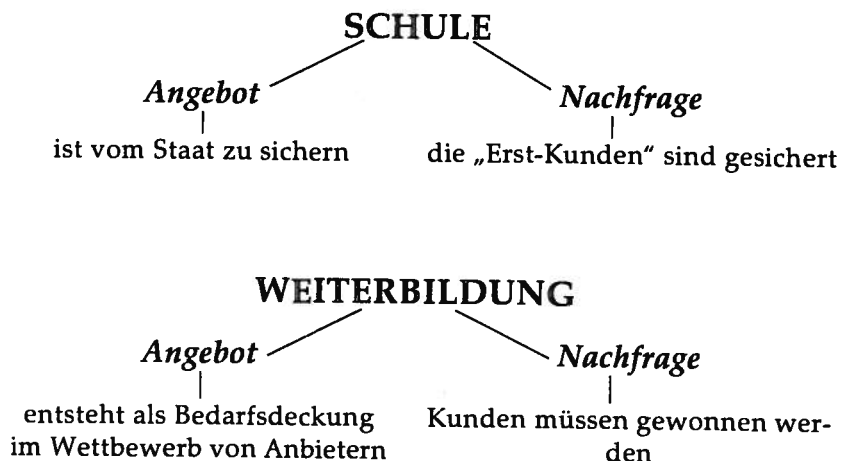 SCHULE
Angebot
Nachfrage
ist vom Staat zu sichern
die „Erst-Kunden“ sind gesichert
WEITERBILDUNG
Angebot
Nachfrage
entsteht als Bedarfsdeckung
im Wettbewerb von Anbietern
Kunden müssen gewonnen wer-
den